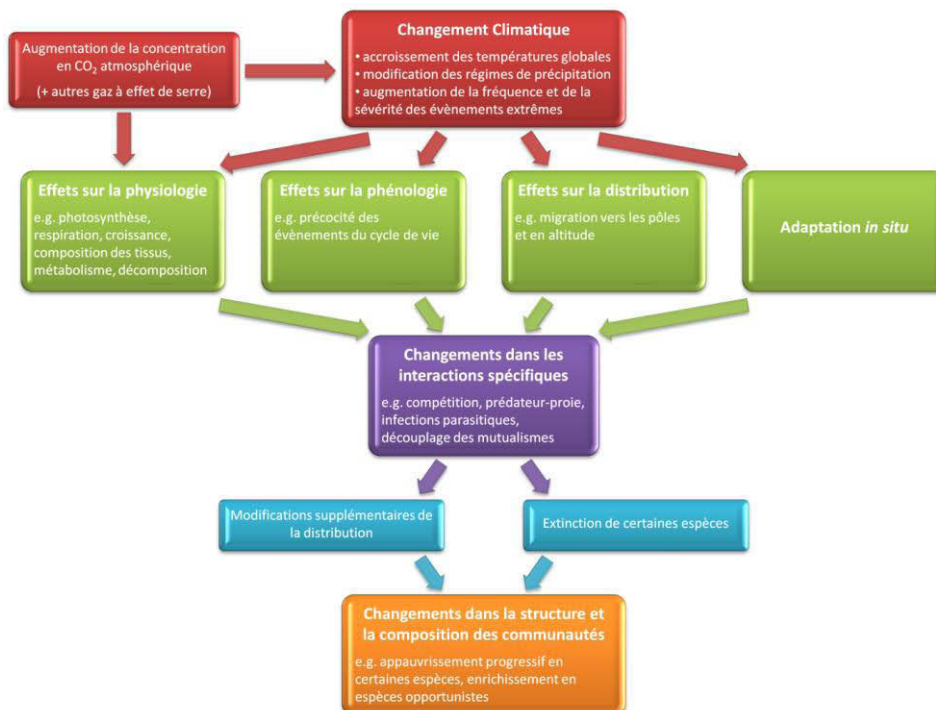 Augmentation de la concentration
en CO₂ atmosphérique
(+ autres gaz à effet de serre)
Changement Climatique
• accroissement des températures globales
• modification des régimes de précipitation
• augmentation de la fréquence et de la
sévérité des évènements extrêmes
Effets sur la physiologie
e.g. photosynthèse,
respiration, croissance,
composition des tissus,
métabolisme, décomposition
Effets sur la phénologie
e.g. précocité des
évènements du cycle de vie
Effets sur la distribution
e.g. migration vers les pôles
et en altitude
Adaptation in situ
Changements dans les
interactions spécifiques
e.g. compétition, prédateur-proie,
infections parasitiques,
découplage des mutualismes
Modifications supplémentaires de
la distribution
Extinction de certaines espèces
Changements dans la structure et
la composition des communautés
e.g. appauvrissement progressif en
certaines espèces, enrichissement en
espèces opportunistes